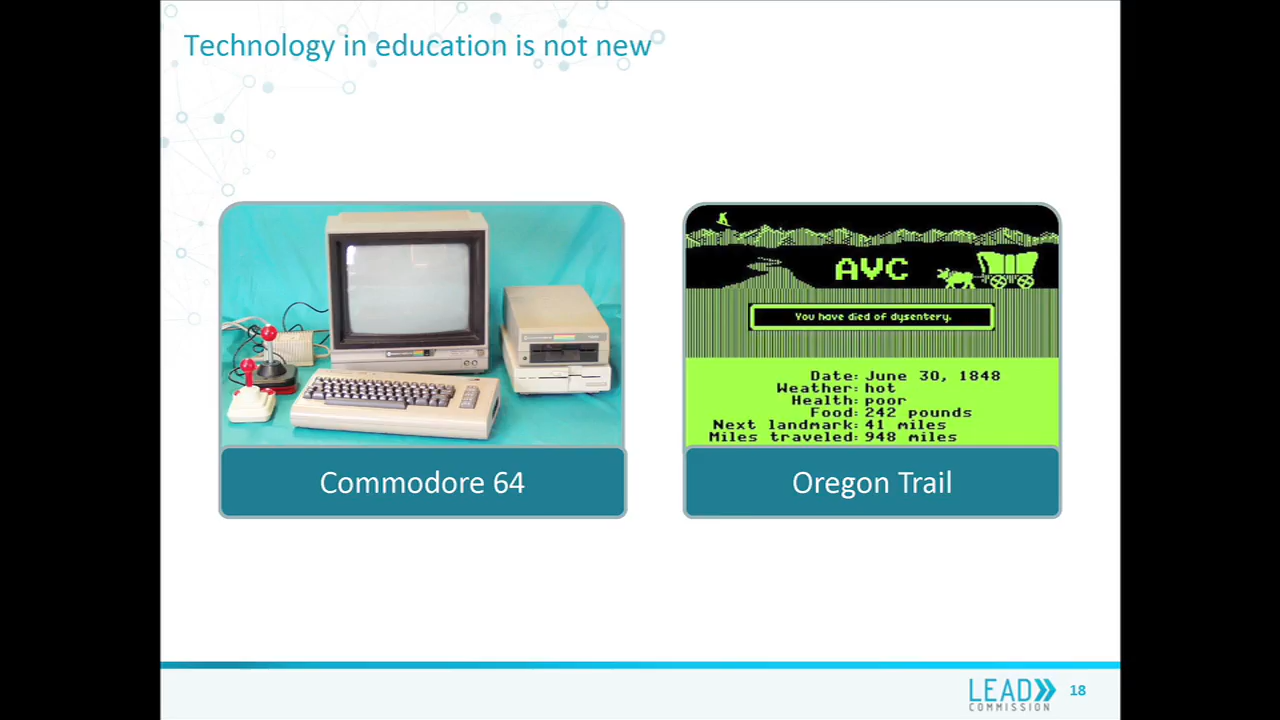 Technology in education is not new
AVC
You have died of dysentery.
Date: June 30, 1848
Weather: hot
Health: poor
Food: 242 pounds
Next landmark: 41 miles
Miles traveled: 948 miles
Commodore 64
Oregon Trail
LEAD
COMMISSION
18